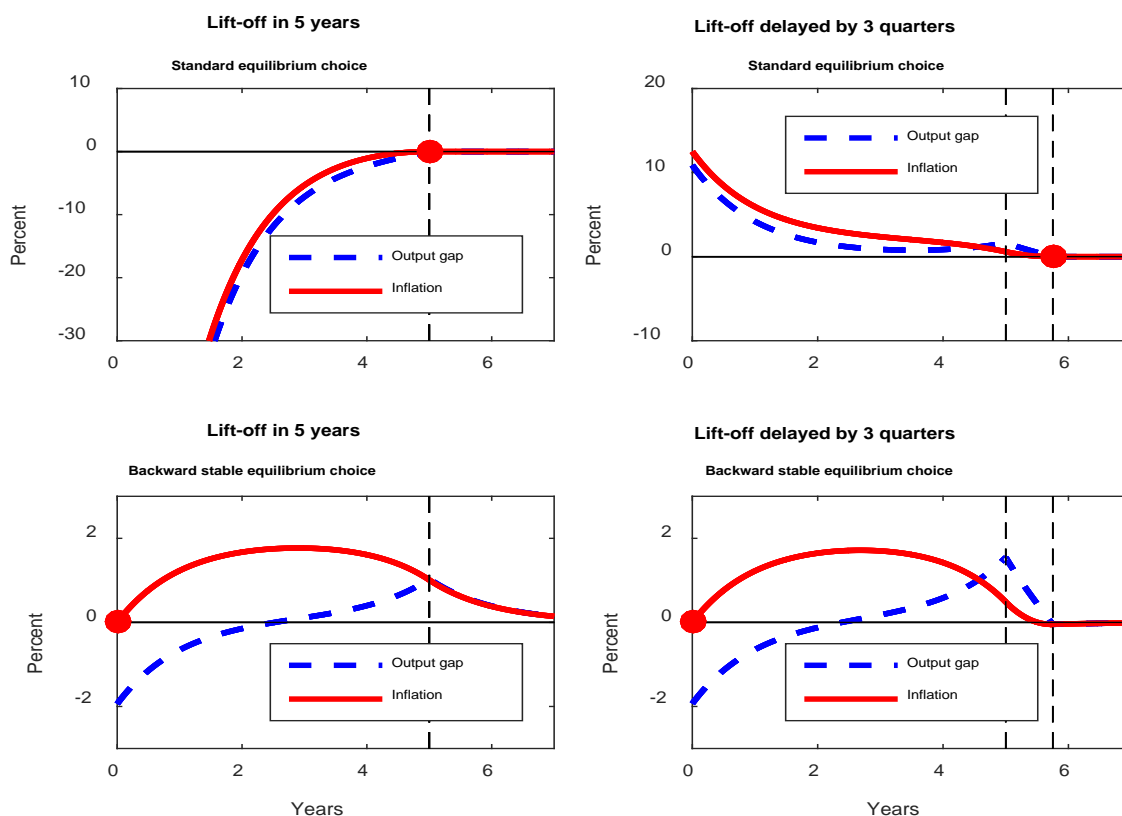 Lift-off in 5 years
Standard equilibrium choice
10
0
-10
-20
-30
Percent
Output gap
Inflation
0 2 4 6
Lift-off delayed by 3 quarters
Standard equilibrium choice
20
10
0
-10
Percent
Output gap
Inflation
0 2 4 6
Lift-off in 5 years
Backward stable equilibrium choice
2
0
-2
Percent
Output gap
Inflation
0 2 4 6
Years
Lift-off delayed by 3 quarters
Backward stable equilibrium choice
2
0
-2
Percent
Output gap
Inflation
0 2 4 6
Years